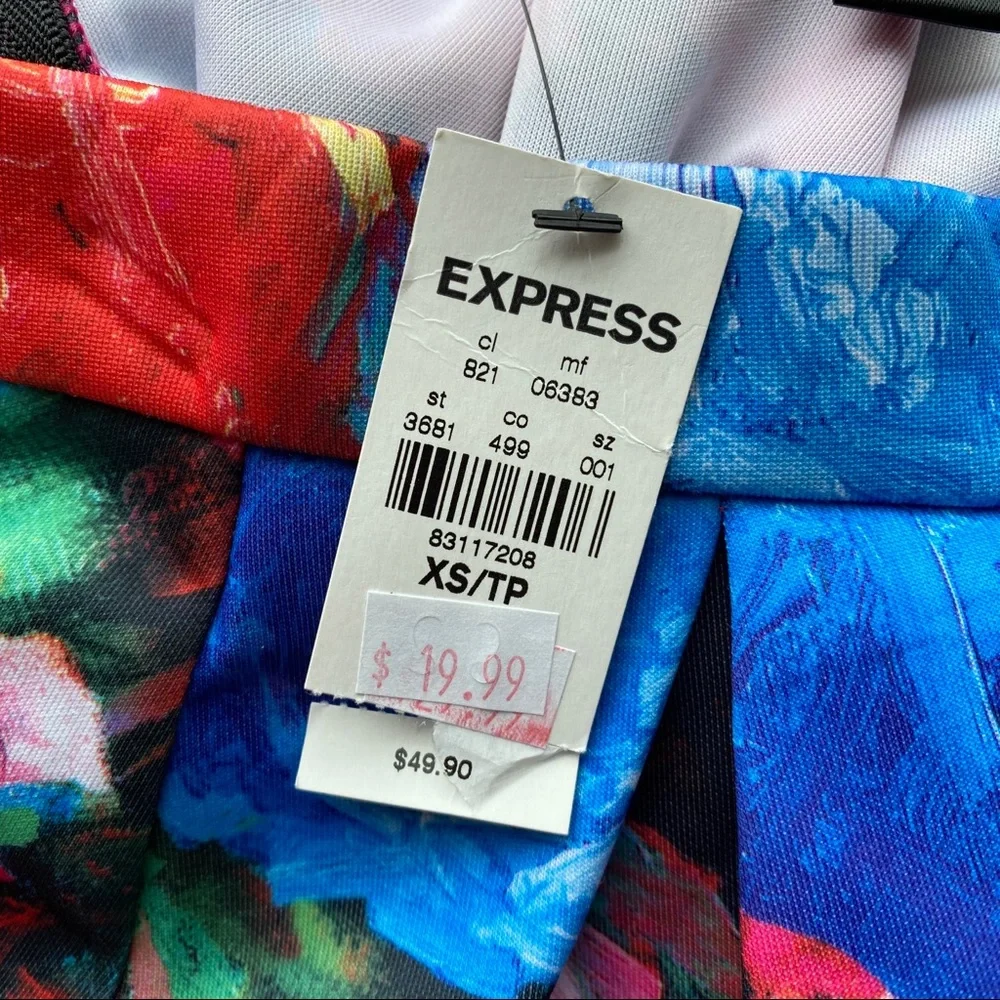 EXPRESS
cl mf
821 06383
st co sz
3681 499 001
83117208
XS/TP
$ 19.99
$49.90